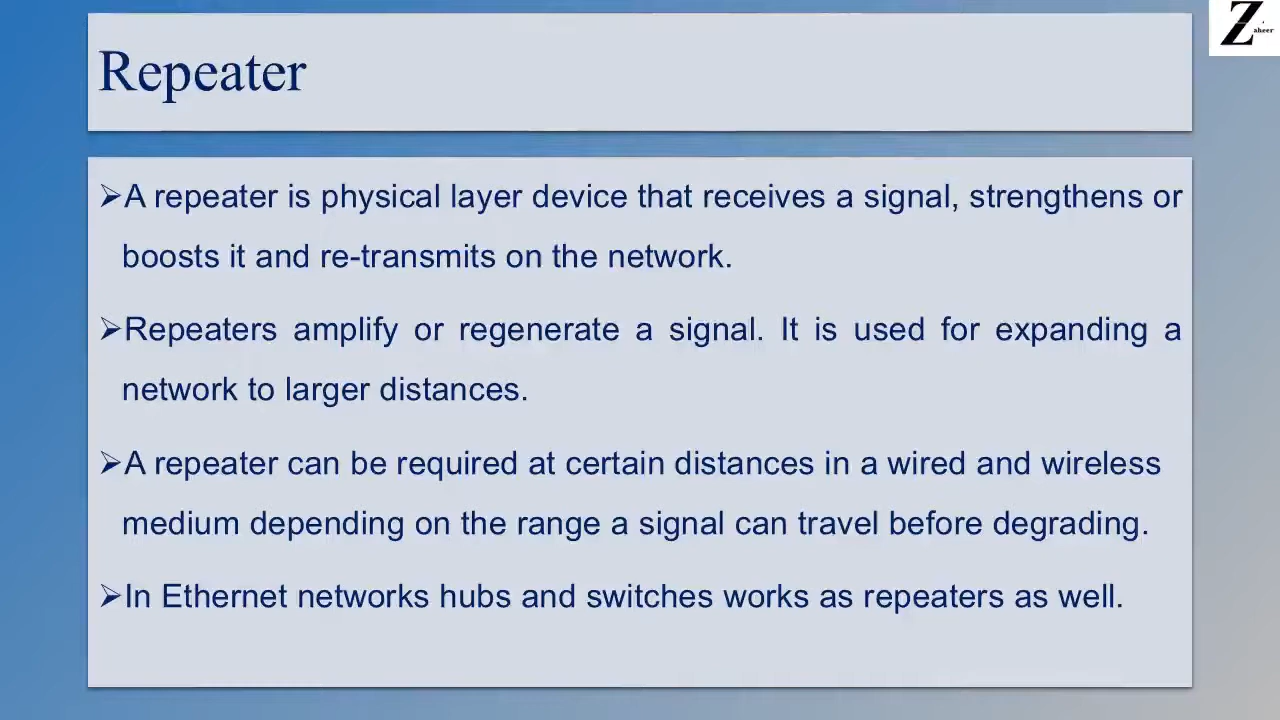 Repeater
Zaheer
➢A repeater is physical layer device that receives a signal, strengthens or
boosts it and re-transmits on the network.
➢Repeaters amplify or regenerate a signal. It is used for expanding a
network to larger distances.
➢A repeater can be required at certain distances in a wired and wireless
medium depending on the range a signal can travel before degrading.
➢In Ethernet networks hubs and switches works as repeaters as well.